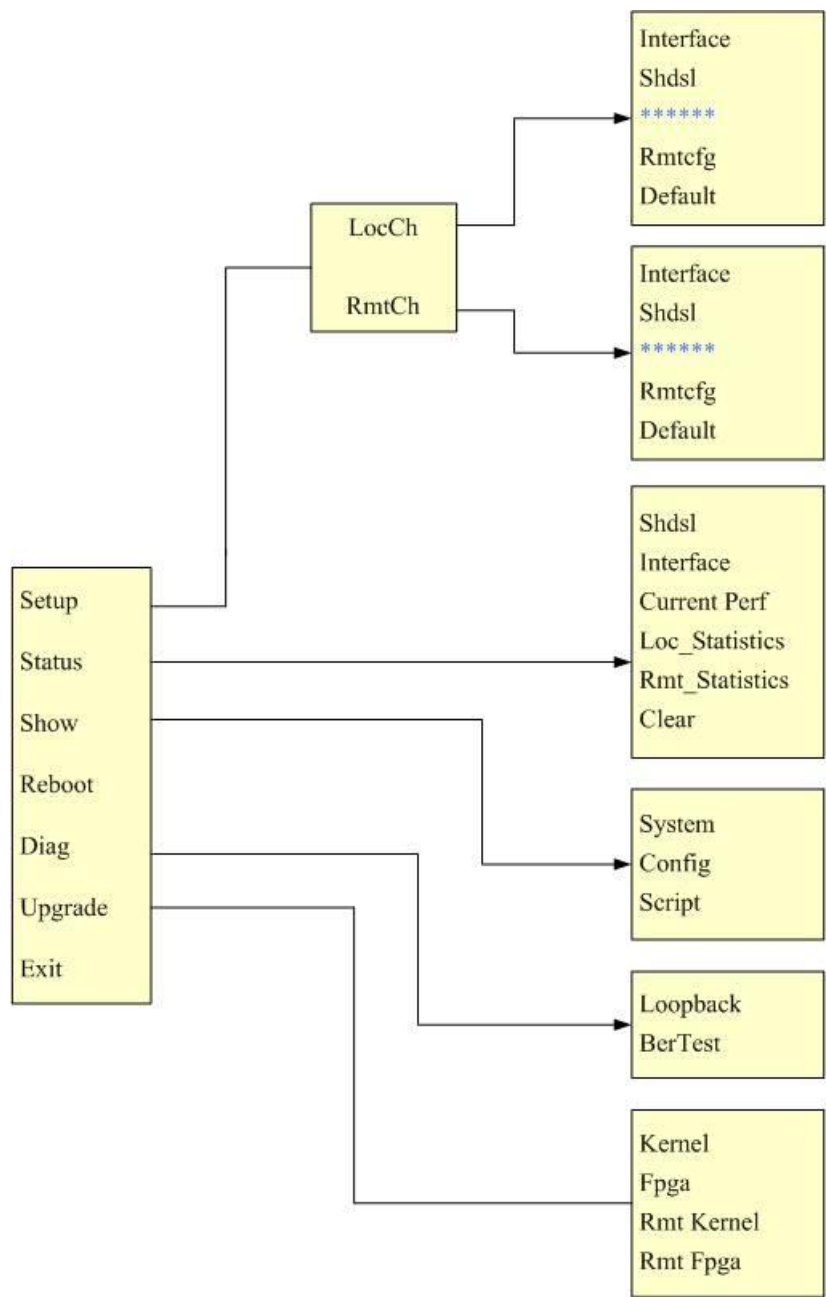 Setup
Status
Show
Reboot
Diag
Upgrade
Exit
LocCh
RmtCh
Interface
Shdsl
******
Rmtcfg
Default
Interface
Shdsl
******
Rmtcfg
Default
Shdsl
Interface
Current Perf
Loc_Statistics
Rmt_Statistics
Clear
System
Config
Script
Loopback
BerTest
Kernel
Fpga
Rmt Kernel
Rmt Fpga